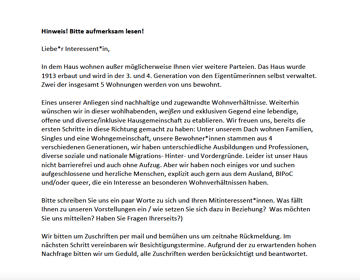 Hinweis! Bitte aufmerksam lesen!
Liebe*r Interessent*in,
In dem Haus wohnen außer möglicherweise Ihnen vier weitere Parteien. Das Haus wurde
1913 erbaut und wird in der 3. und 4. Generation von den Eigentümerinnen selbst verwaltet.
Zwei der insgesamt 5 Wohnungen werden von uns bewohnt.
Eines unserer Anliegen sind nachhaltige und zugewandte Wohnverhältnisse. Weiterhin
wünschen wir in dieser wohlhabenden, weißen und exklusiven Gegend eine lebendige,
offene und diverse/inklusive Hausgemeinschaft zu etablieren. Wir freuen uns, bereits die
ersten Schritte in diese Richtung gemacht zu haben: Unter unserem Dach wohnen Familien,
Singles und eine Wohngemeinschaft, unsere Bewohner*innen stammen aus 4
verschiedenen Generationen, wir haben unterschiedliche Ausbildungen und Professionen,
diverse soziale und nationale Migrations- Hinter- und Vordergründe. Leider ist unser Haus
nicht barrierefrei und auch ohne Aufzug. Aber wir haben noch einiges vor und suchen
aufgeschlossene und herzliche Menschen, explizit auch gern aus dem Ausland, BIPoC
und/oder queer, die ein Interesse an besonderen Wohnverhältnissen haben.
Bitte schreiben Sie uns ein paar Worte zu sich und Ihren Mitinteressent*innen. Was fällt
Ihnen zu unseren Vorstellungen ein / wie setzen Sie sich dazu in Beziehung? Was möchten
Sie uns mitteilen? Haben Sie Fragen Ihrerseits?)
Wir bitten um Zuschriften per mail und bemühen uns um zeitnahe Rückmeldung. Im
nächsten Schritt vereinbaren wir Besichtigungstermine. Aufgrund der zu erwartenden hohen
Nachfrage bitten wir um Geduld, alle Zuschriften werden berücksichtigt und beantwortet.